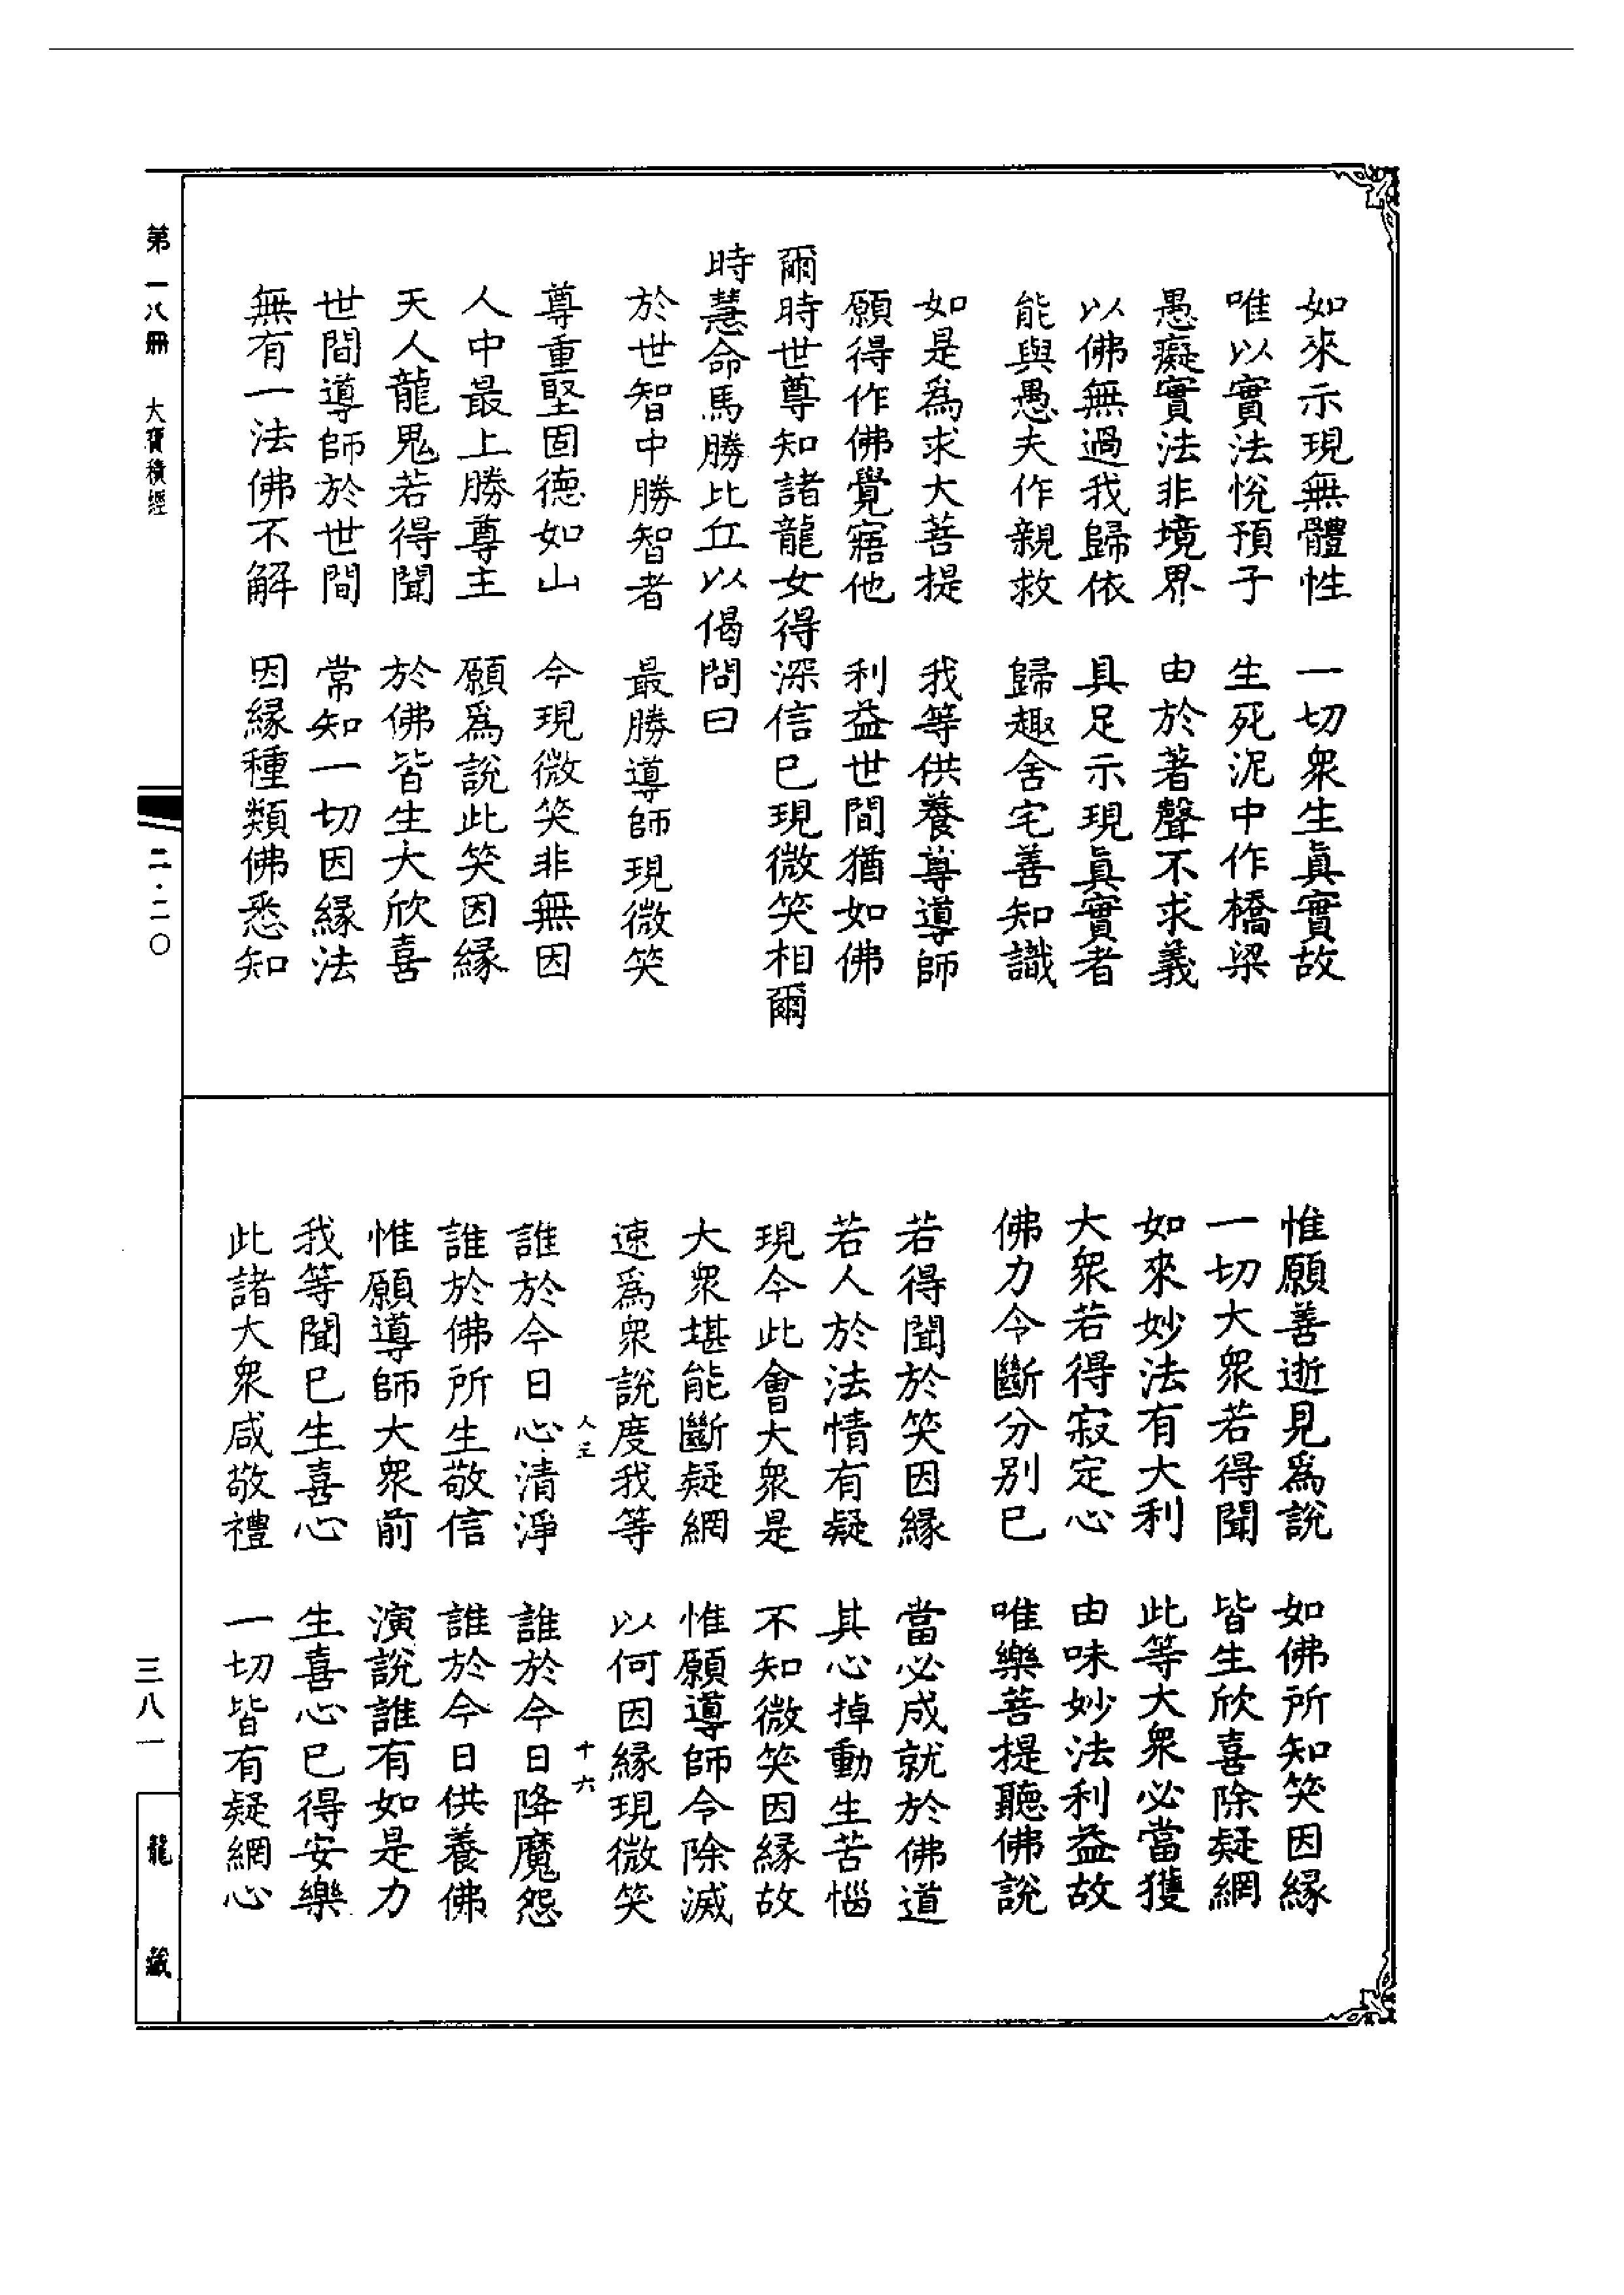 如來示現無體性　一切衆生眞實故
唯以實法悅預子　生死泥中作橋梁
愚癡實法非境界　由於著聲不求義
以佛無過我歸依　具足示現眞實者
能與愚夫作親救　歸趣舍宅善知識
如是爲求大菩提　我等供養尊導師
願得作佛覺寤他　利益世間猶如佛
爾時世尊知諸龍女得深信已現微笑相爾
時慧命馬勝比丘以偈問曰
於世智中勝智者　最勝導師現微笑
尊重堅固德如山　今現微笑非無因
人中最上勝尊主　願爲說此笑因緣
天人龍鬼若得聞　於佛皆生大欣喜
世間導師於世間　常知一切因緣法
無有一法佛不解　因緣種類佛悉知
惟願善逝見爲說　如佛所知笑因緣
一切大衆若得聞　皆生欣喜除疑網
如來妙法有大利　此等大衆必當獲
大衆若得寂定心　由味妙法利益故
佛力令斷分別已　唯樂菩提聽佛說
若得聞於笑因緣　當必成就於佛道
若人於法情有疑　其心掉動生苦惱
現今此會大衆是　不知微笑因緣故
大衆堪能斷疑網　惟願導師令除滅
速爲衆說度我等　以何因緣現微笑
人三　十六
誰於今日心清淨　誰於今日降魔怨
誰於佛所生敬信　誰於今日供養佛
惟願導師大衆前　演說誰有如是力
我等聞已生喜心　生喜心已得安樂
此諸大衆咸敬禮　一切皆有疑網心
第一八冊　大寶積經　二·二〇　三八一　龍藏